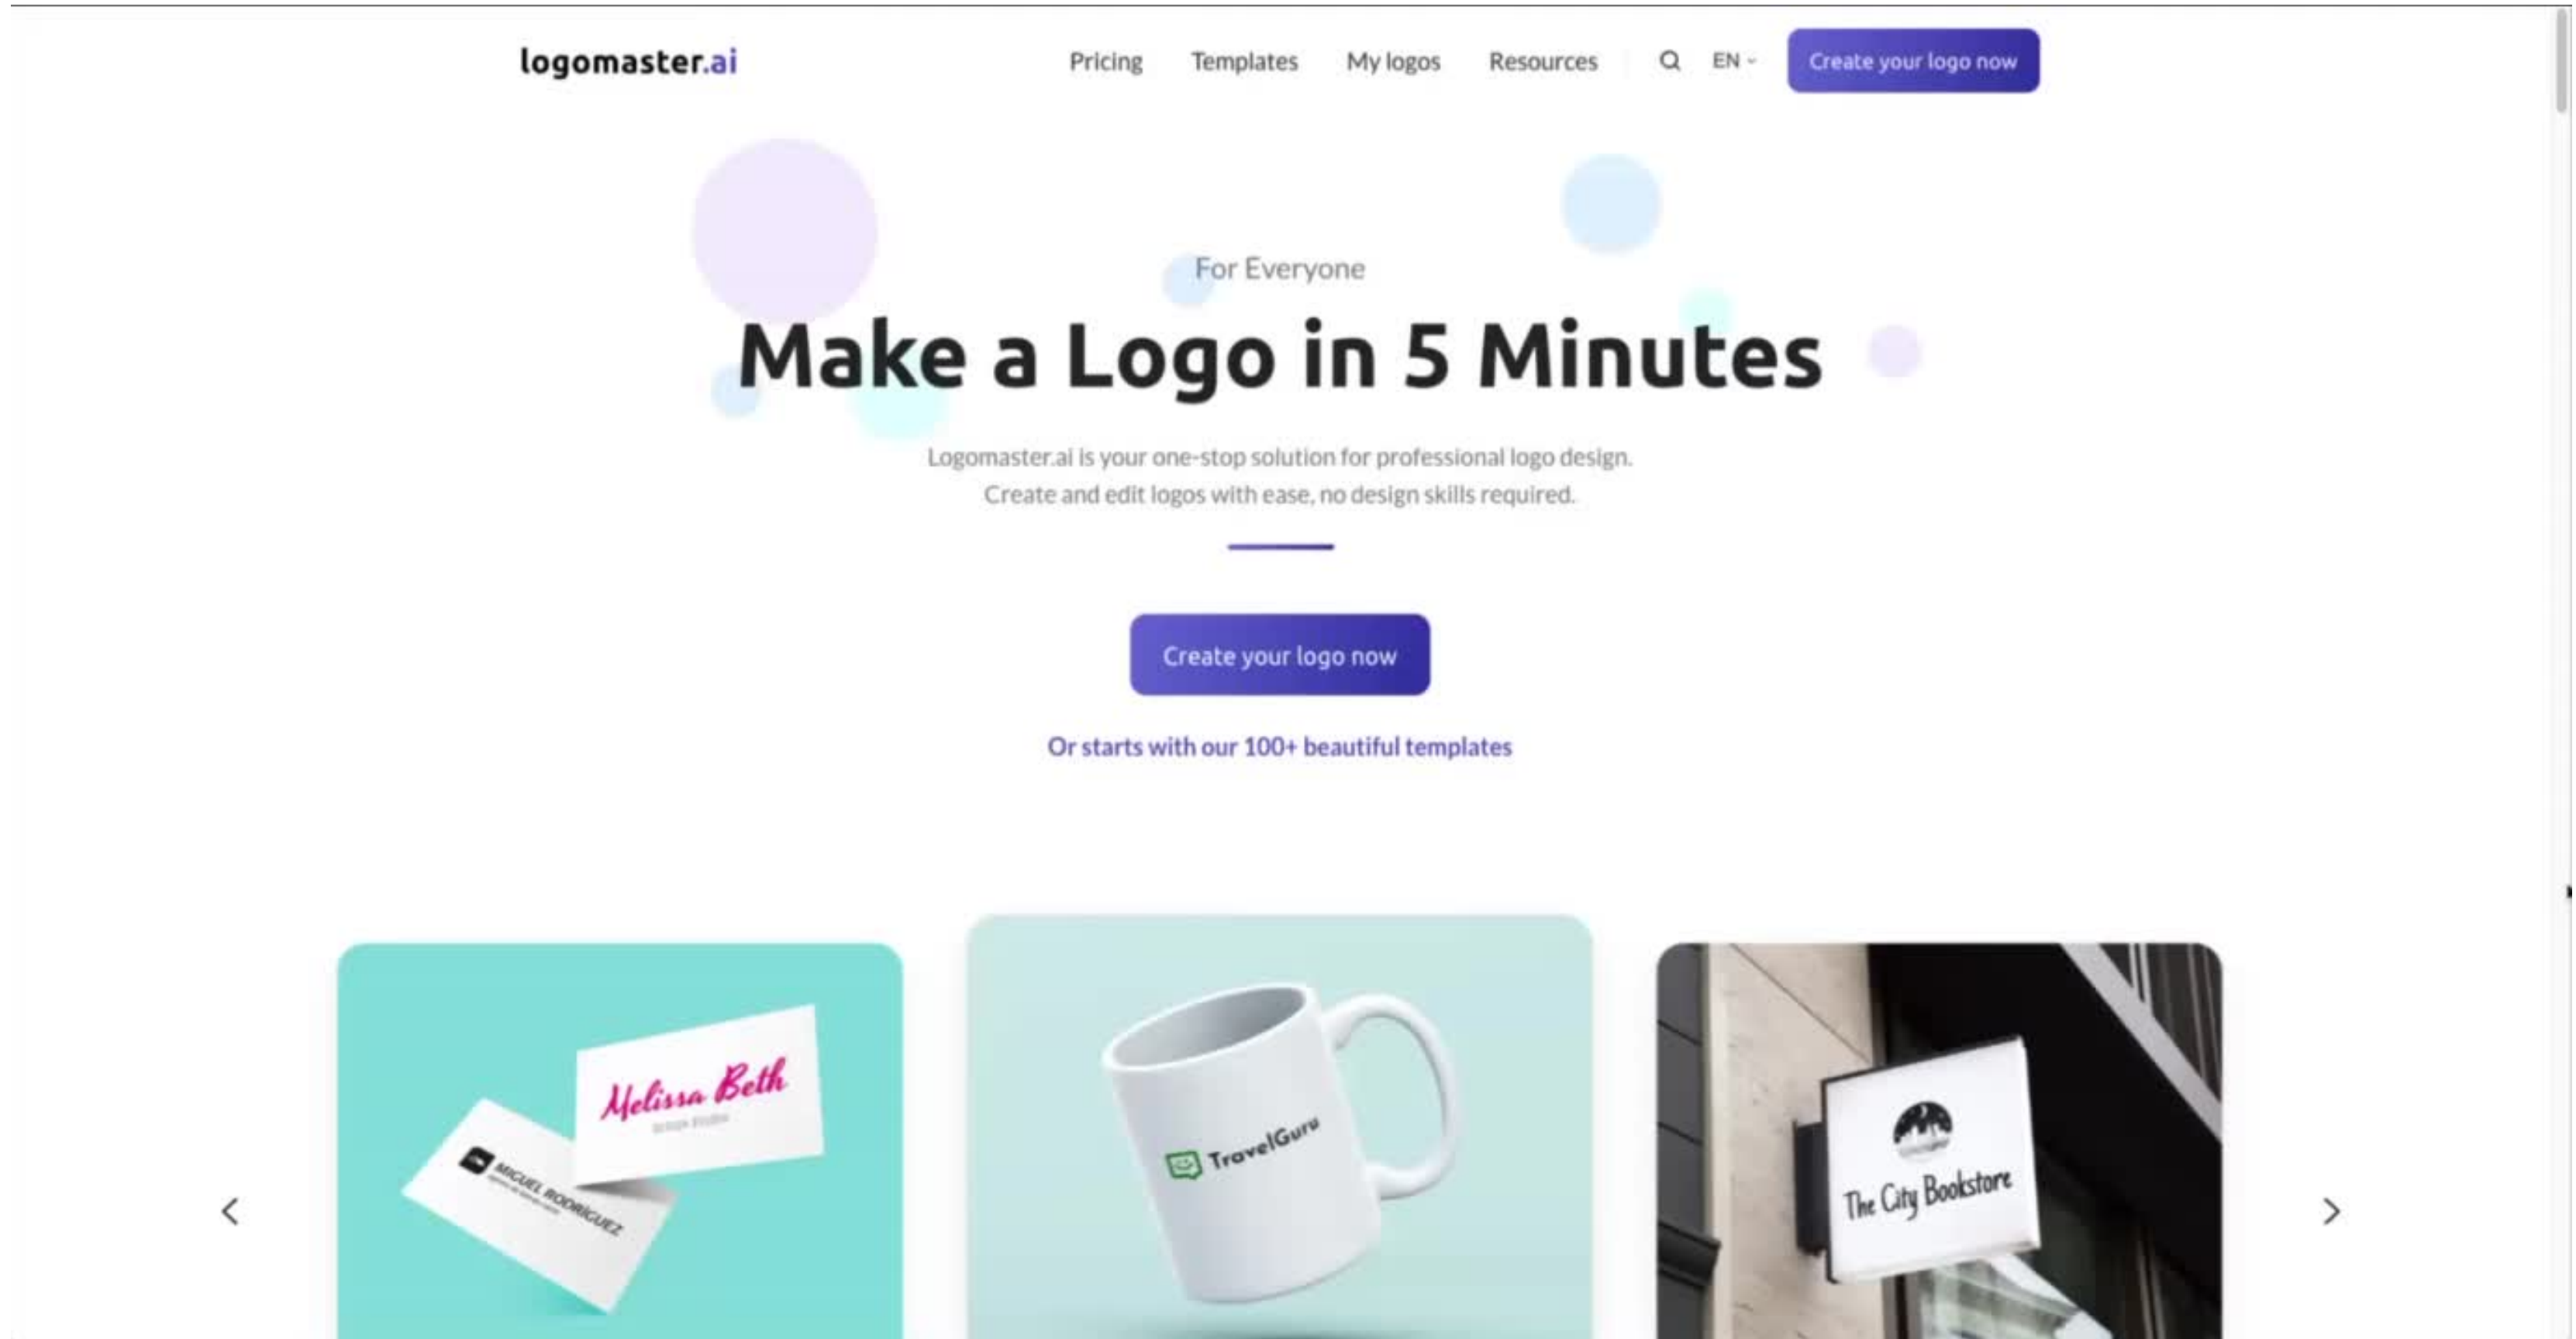 logomaster.ai
Pricing
Templates
My logos
Resources
EN
Create your logo now
For Everyone
Make a Logo in 5 Minutes
Logomaster.ai is your one-stop solution for professional logo design.
Create and edit logos with ease, no design skills required.
Create your logo now
Or starts with our 100+ beautiful templates
Melissa Beth
MIGUEL RODRÍGUEZ
TravelGuru
The City Bookstore